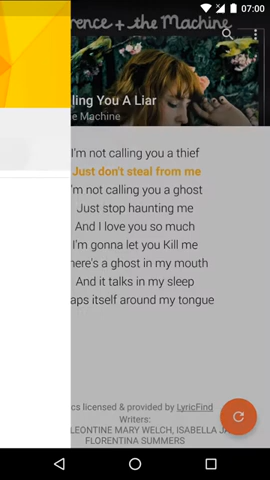 07:00
rence + the Machine
lling You A Liar
e Machine
I'm not calling you a thief
Just don't steal from me
'm not calling you a ghost
Just stop haunting me
And I love you so much
I'm gonna let you Kill me
here's a ghost in my mouth
And it talks in my sleep
aps itself around my tongue
cs licensed & provided by LyricFind
Writers:
LEONTINE MARY WELCH, ISABELLA JA
FLORENTINA SUMMERS